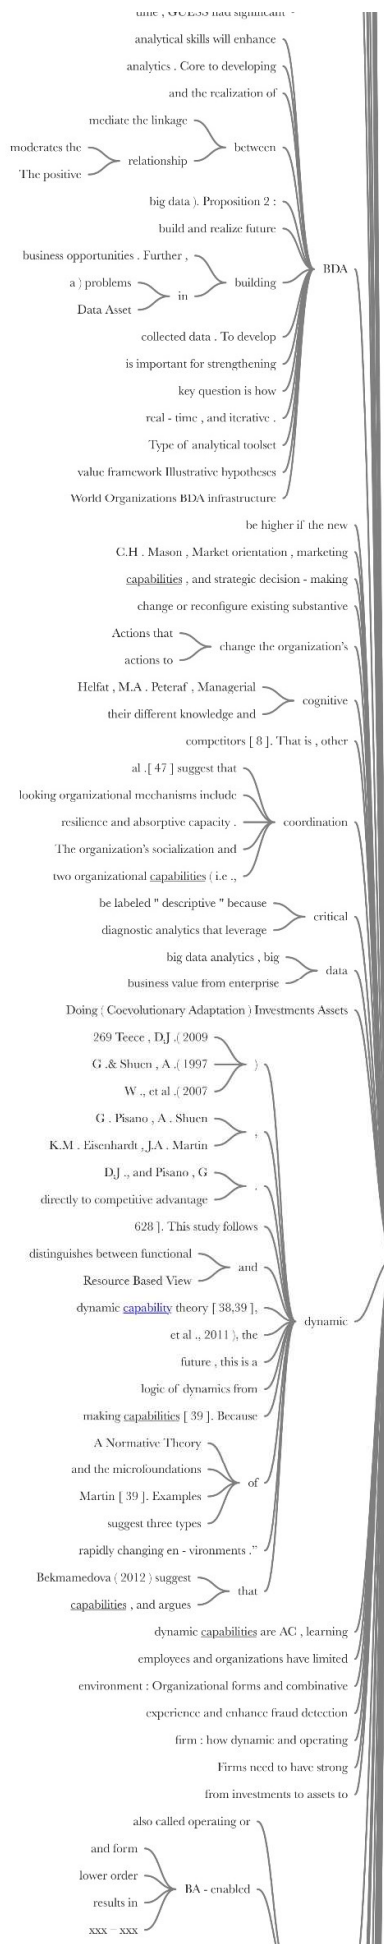 time , GUESS had significant -
analytical skills will enhance
analytics . Core to developing
and the realization of
mediate the linkage
moderates the
The positive
relationship
between
big data ). Proposition 2 :
build and realize future
business opportunities . Further ,
a ) problems
Data Asset
in
building
BDA
collected data . To develop
is important for strengthening
key question is how
real - time , and iterative .
Type of analytical toolset
value framework Illustrative hypotheses
World Organizations BDA infrastructure
be higher if the new
C.H . Mason , Market orientation , marketing
capabilities , and strategic decision - making
change or reconfigure existing substantive
Actions that
actions to
change the organization's
Helfat , M.A . Peteraf , Managerial
their different knowledge and
cognitive
competitors [ 8 ]. That is , other
al .[ 47 ] suggest that
looking organizational mechanisms include
resilience and absorptive capacity .
The organization's socialization and
two organizational capabilities ( i.e .,
coordination
be labeled " descriptive " because
diagnostic analytics that leverage
critical
big data analytics , big
business value from enterprise
data
Doing ( Coevolutionary Adaptation ) Investments Assets
269 Teece , D.J .( 2009
G .& Shuen , A .( 1997
W ., et al .( 2007
)
G . Pisano , A . Shuen
K.M . Eisenhardt , J.A . Martin
,
D.J ., and Pisano , G
directly to competitive advantage
.
628 ]. This study follows
distinguishes between functional
Resource Based View
and
dynamic capability theory [ 38,39 ],
et al ., 2011 ), the
dynamic
future , this is a
logic of dynamics from
making capabilities [ 39 ]. Because
A Normative Theory
and the microfoundations
Martin [ 39 ]. Examples
suggest three types
of
rapidly changing en - vironments .”
Bekmamedova ( 2012 ) suggest
capabilities , and argues
that
dynamic capabilities are AC , learning
employees and organizations have limited
environment : Organizational forms and combinative
experience and enhance fraud detection
firm : how dynamic and operating
Firms need to have strong
from investments to assets to
also called operating or
and form
lower order
results in
xxx – xxx
BA - enabled